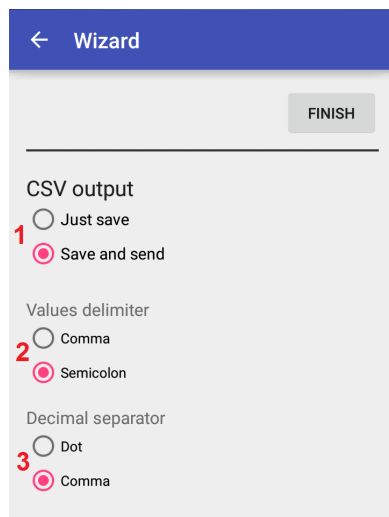 Wizard
FINISH
CSV output
Just save
1
Save and send
Values delimiter
Comma
2
Semicolon
Decimal separator
Dot
3
Comma